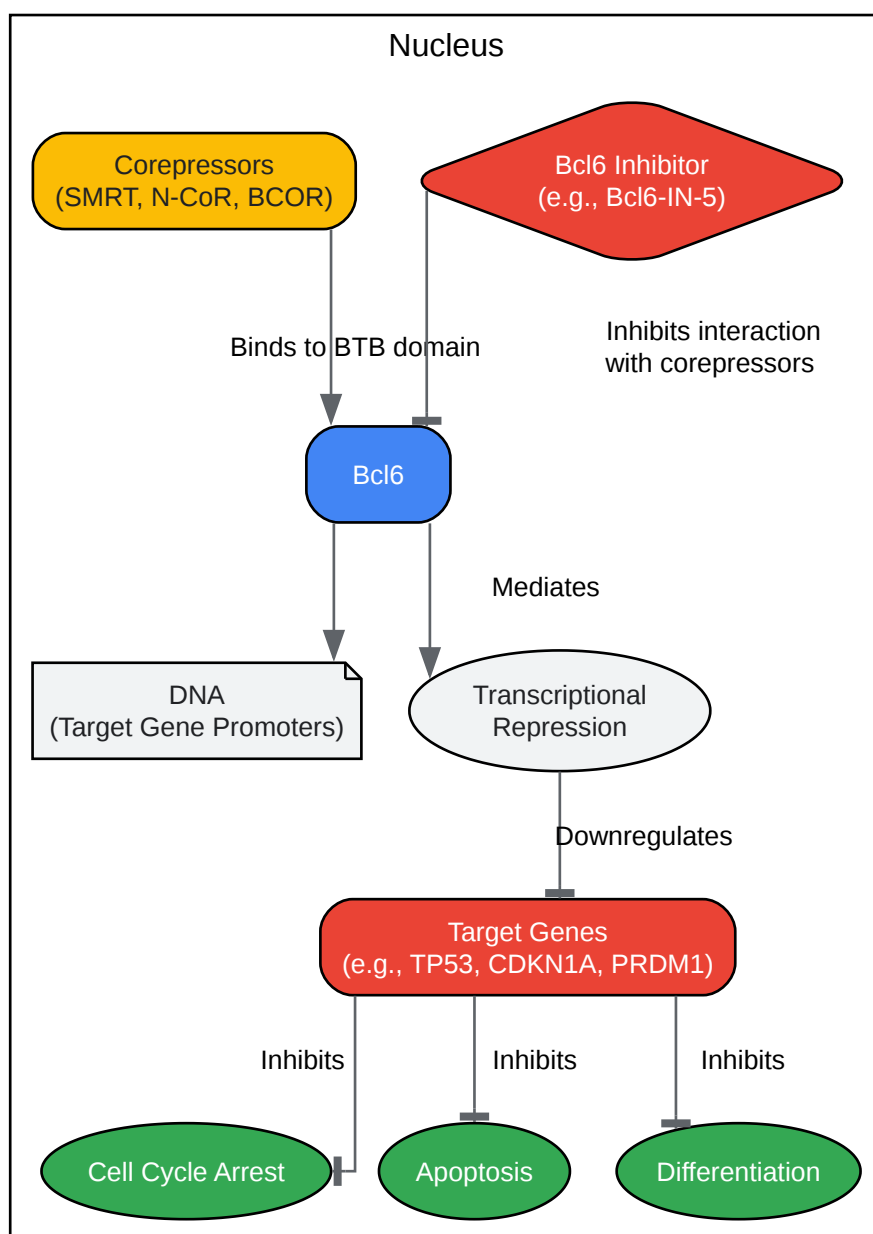 Nucleus
Corepressors
(SMRT, N-CoR, BCOR)
Bcl6 Inhibitor
(e.g., Bcl6-IN-5)
Binds to BTB domain
Inhibits interaction
with corepressors
Bcl6
Mediates
DNA
(Target Gene Promoters)
Transcriptional
Repression
Downregulates
Target Genes
(e.g., TP53, CDKN1A, PRDM1)
Inhibits
Inhibits
Inhibits
Cell Cycle Arrest
Apoptosis
Differentiation